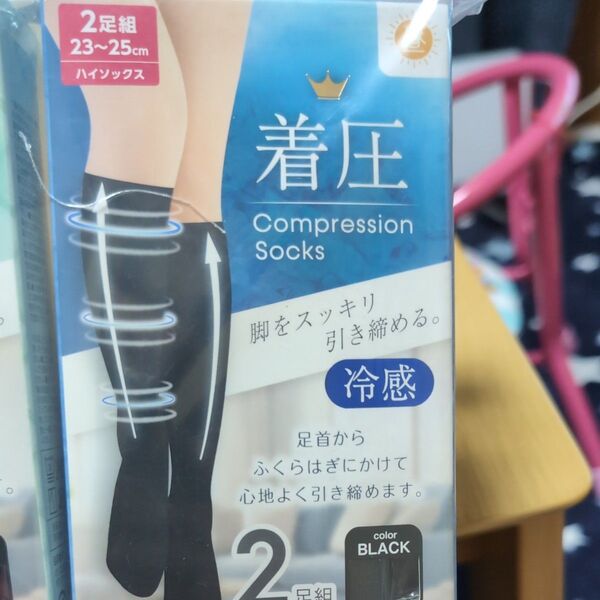 2足組
23～25cm
ハイソックス
着圧
Compression
Socks
脚をスッキリ
引き締める。
冷感
足首から
ふくらはぎにかけて
心地よく引き締めます。
2足組
color
BLACK